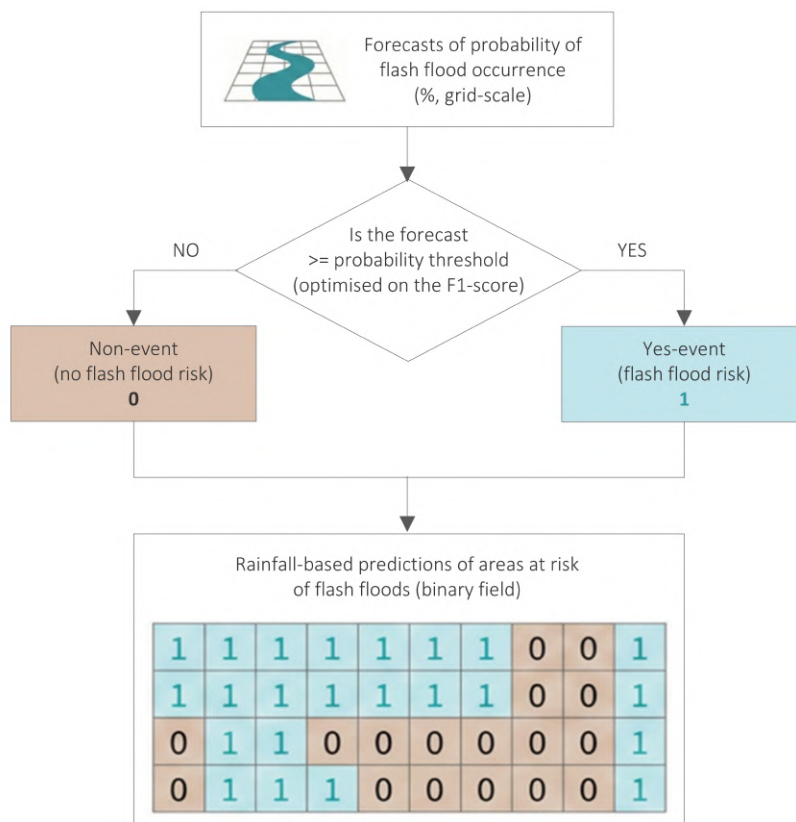 Forecasts of probability of
flash flood occurrence
(%, grid-scale)
Is the forecast
>= probability threshold
(optimised on the F1-score)
NO
YES
Non-event
(no flash flood risk)
0
Yes-event
(flash flood risk)
1
Rainfall-based predictions of areas at risk
of flash floods (binary field)
1 1 1 1 1 1 1 0 0 1
1 1 1 1 1 1 1 0 0 1
0 1 1 0 0 0 0 0 0 1
0 1 1 1 0 0 0 0 0 1